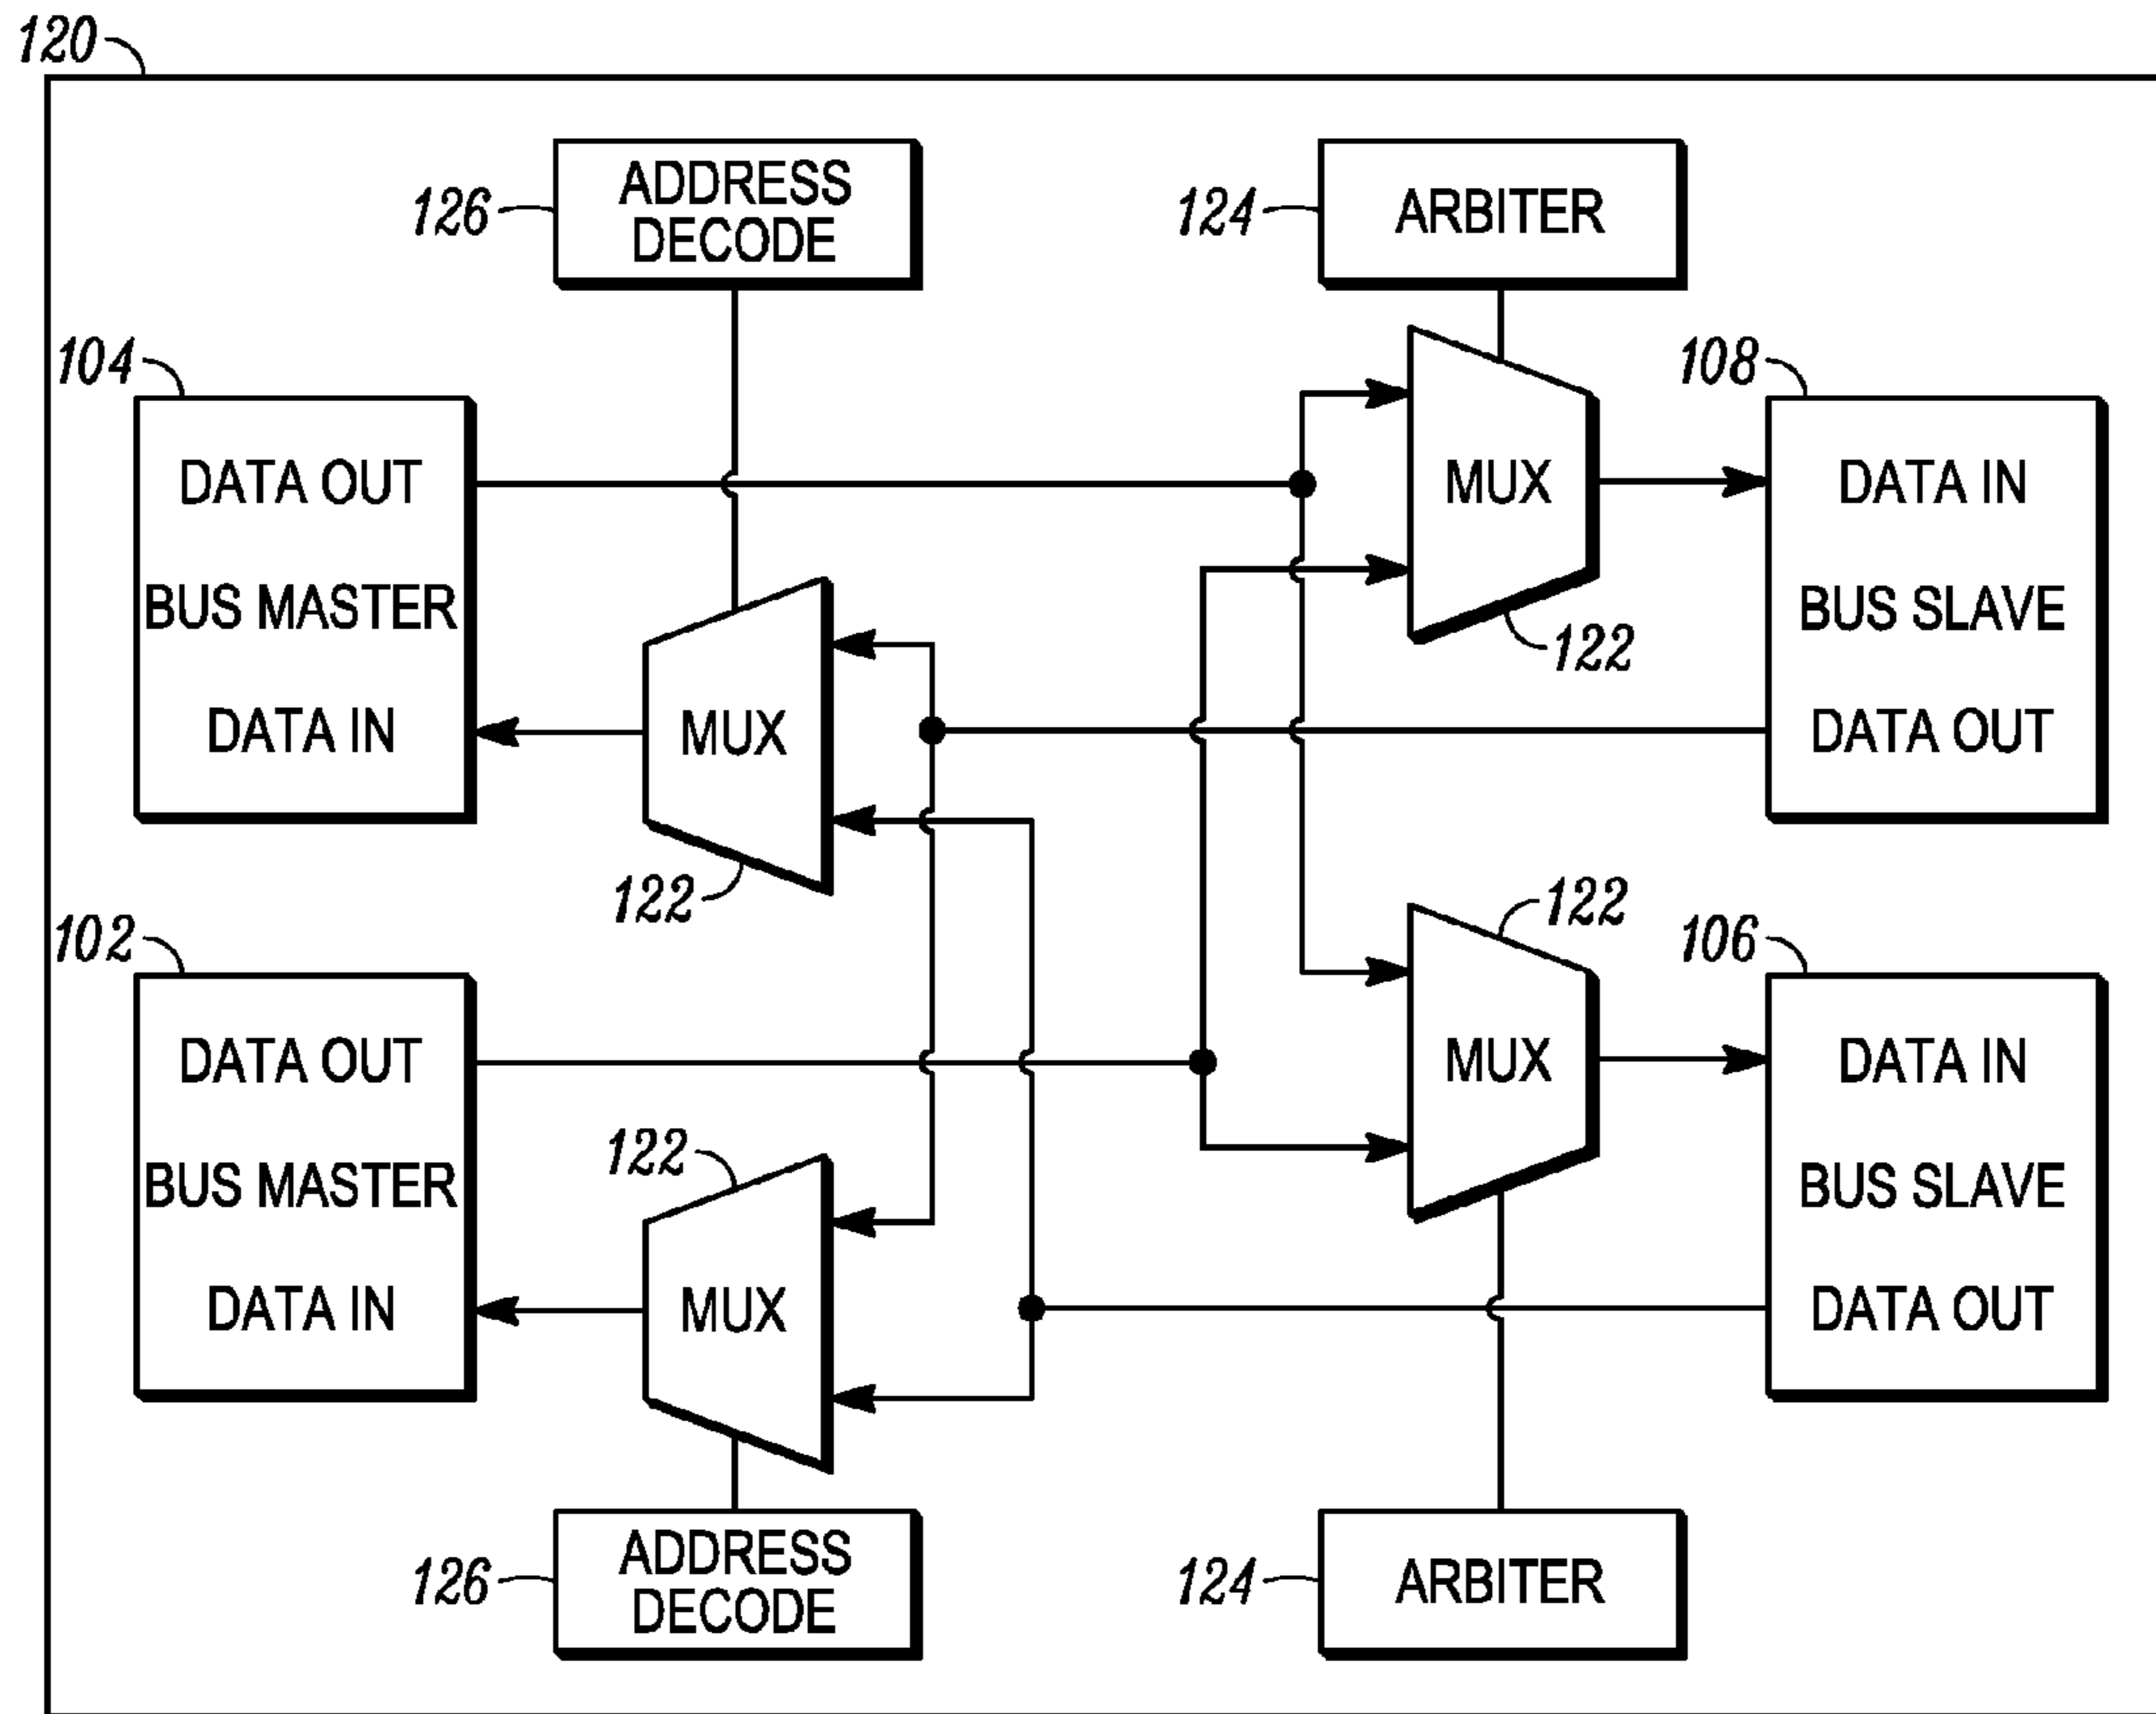 120
126
ADDRESS
DECODE
124
ARBITER
104
DATA OUT
BUS MASTER
DATA IN
MUX
122
MUX
122
108
DATA IN
BUS SLAVE
DATA OUT
102
DATA OUT
BUS MASTER
DATA IN
122
MUX
122
MUX
106
DATA IN
BUS SLAVE
DATA OUT
126
ADDRESS
DECODE
124
ARBITER